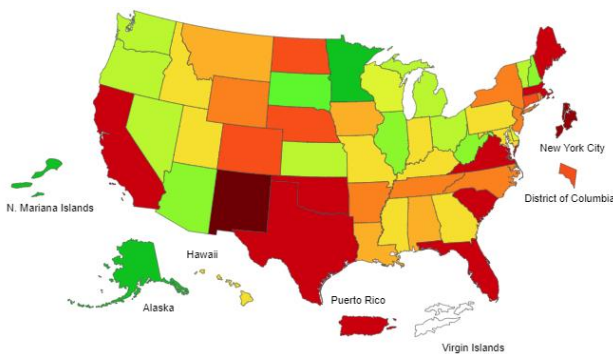 New York City
District of Columbia
N. Mariana Islands
Hawaii
Alaska
Puerto Rico
Virgin Islands